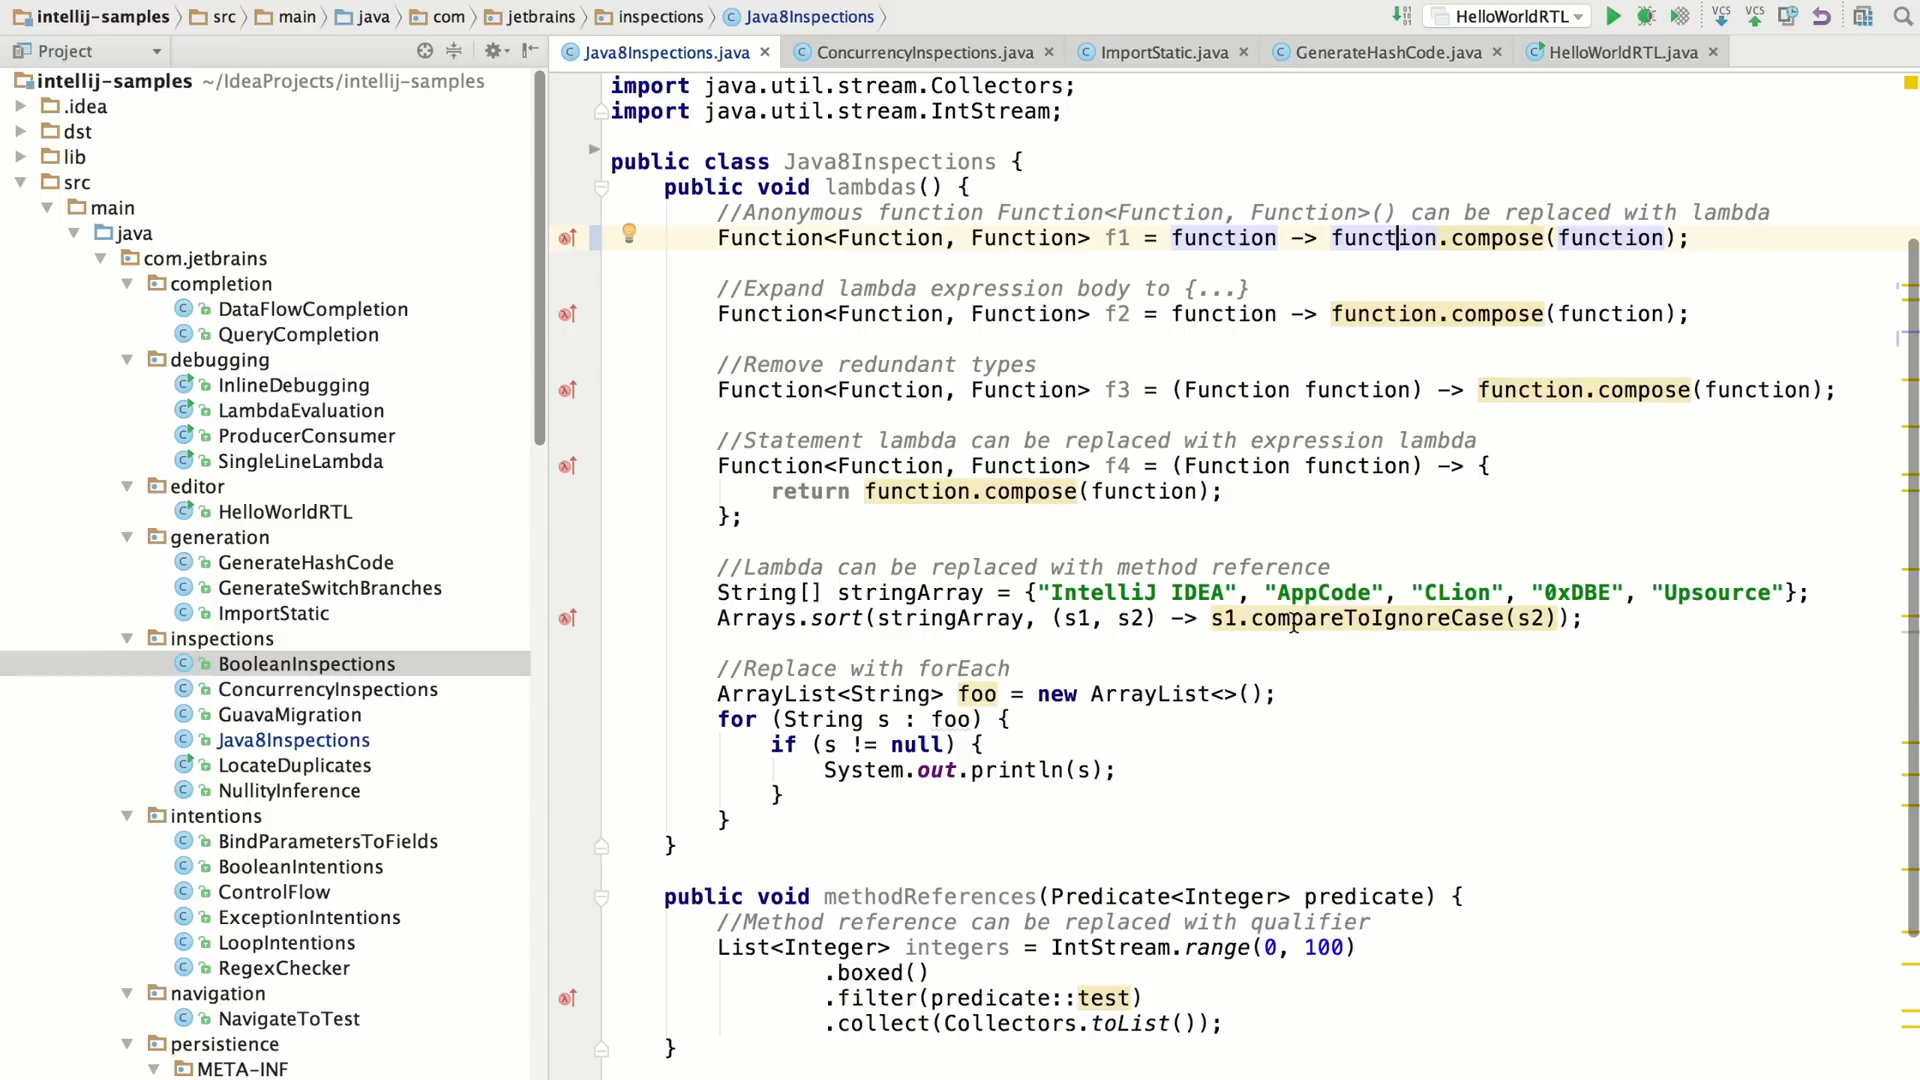 intellij-samples src main java com jetbrains inspections Java8Inspections HelloWorldRTL VCS VCS
Project Java8Inspections.java ConcurrencyInspections.java ImportStatic.java GenerateHashCode.java HelloWorldRTL.java
intellij-samples ~/IdeaProjects/intellij-samples
.idea
dst
lib
src
main
java
com.jetbrains
completion
DataFlowCompletion
QueryCompletion
debugging
InlineDebugging
LambdaEvaluation
ProducerConsumer
SingleLineLambda
editor
HelloWorldRTL
generation
GenerateHashCode
GenerateSwitchBranches
ImportStatic
inspections
BooleanInspections
ConcurrencyInspections
GuavaMigration
Java8Inspections
LocateDuplicates
NullityInference
intentions
BindParametersToFields
BooleanIntentions
ControlFlow
ExceptionIntentions
LoopIntentions
RegexChecker
navigation
NavigateToTest
persistience
META-INF
import java.util.stream.Collectors;
import java.util.stream.IntStream;
public class Java8Inspections {
public void lambdas() {
//Anonymous function Function<Function, Function>() can be replaced with lambda
Function<Function, Function> f1 = function -> function.compose(function);
//Expand lambda expression body to {...}
Function<Function, Function> f2 = function -> function.compose(function);
//Remove redundant types
Function<Function, Function> f3 = (Function function) -> function.compose(function);
//Statement lambda can be replaced with expression lambda
Function<Function, Function> f4 = (Function function) -> {
return function.compose(function);
};
//Lambda can be replaced with method reference
String[] stringArray = {"IntelliJ IDEA", "AppCode", "CLion", "0xDBE", "Upsource"};
Arrays.sort(stringArray, (s1, s2) -> s1.compareToIgnoreCase(s2));
//Replace with forEach
ArrayList<String> foo = new ArrayList<>();
for (String s : foo) {
if (s != null) {
System.out.println(s);
}
}
}
public void methodReferences(Predicate<Integer> predicate) {
//Method reference can be replaced with qualifier
List<Integer> integers = IntStream.range(0, 100)
.boxed()
.filter(predicate::test)
.collect(Collectors.toList());
}